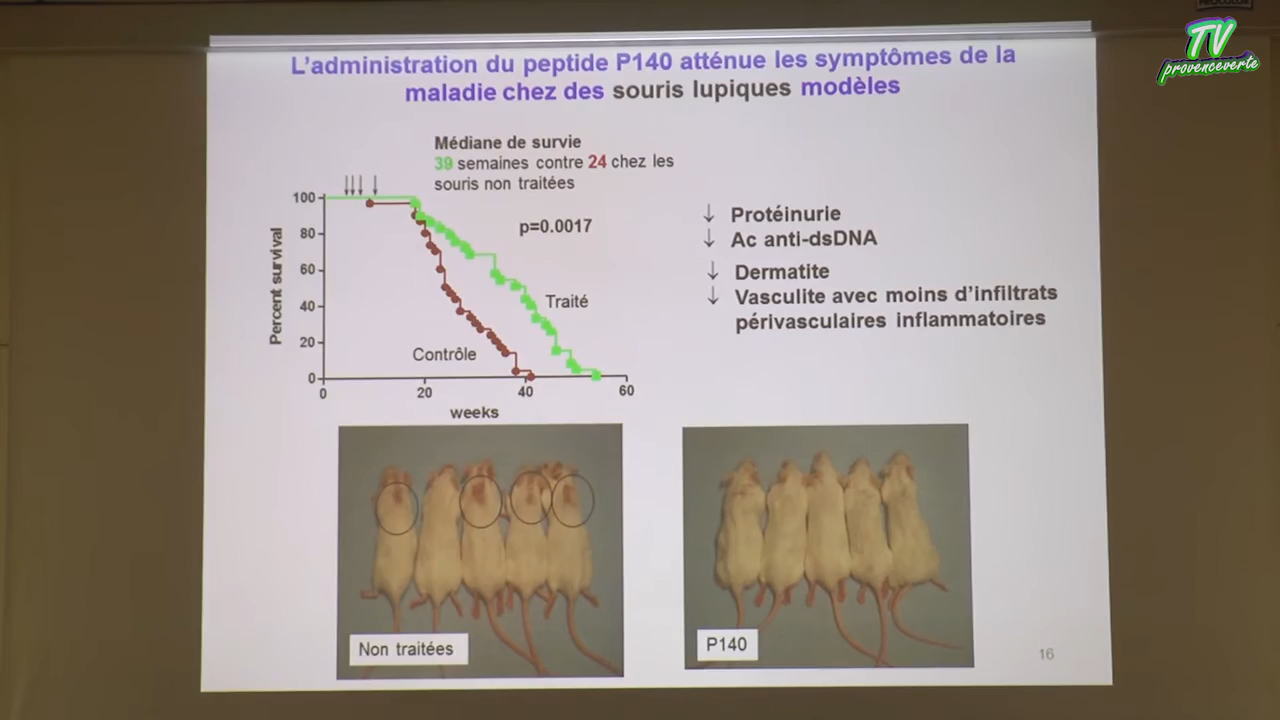 TV
provenceverte
L'administration du peptide P140 atténue les symptômes de la
maladie chez des souris lupiques modèles
Médiane de survie
39 semaines contre 24 chez les
souris non traitées
p=0.0017
Percent survival
100
80
60
40
20
0
Traité
Contrôle
0
20
40
60
weeks
↓ Protéinurie
↓ Ac anti-dsDNA
↓ Dermatite
↓ Vasculite avec moins d'infiltrats
périvasculaires inflammatoires
Non traitées
P140
16